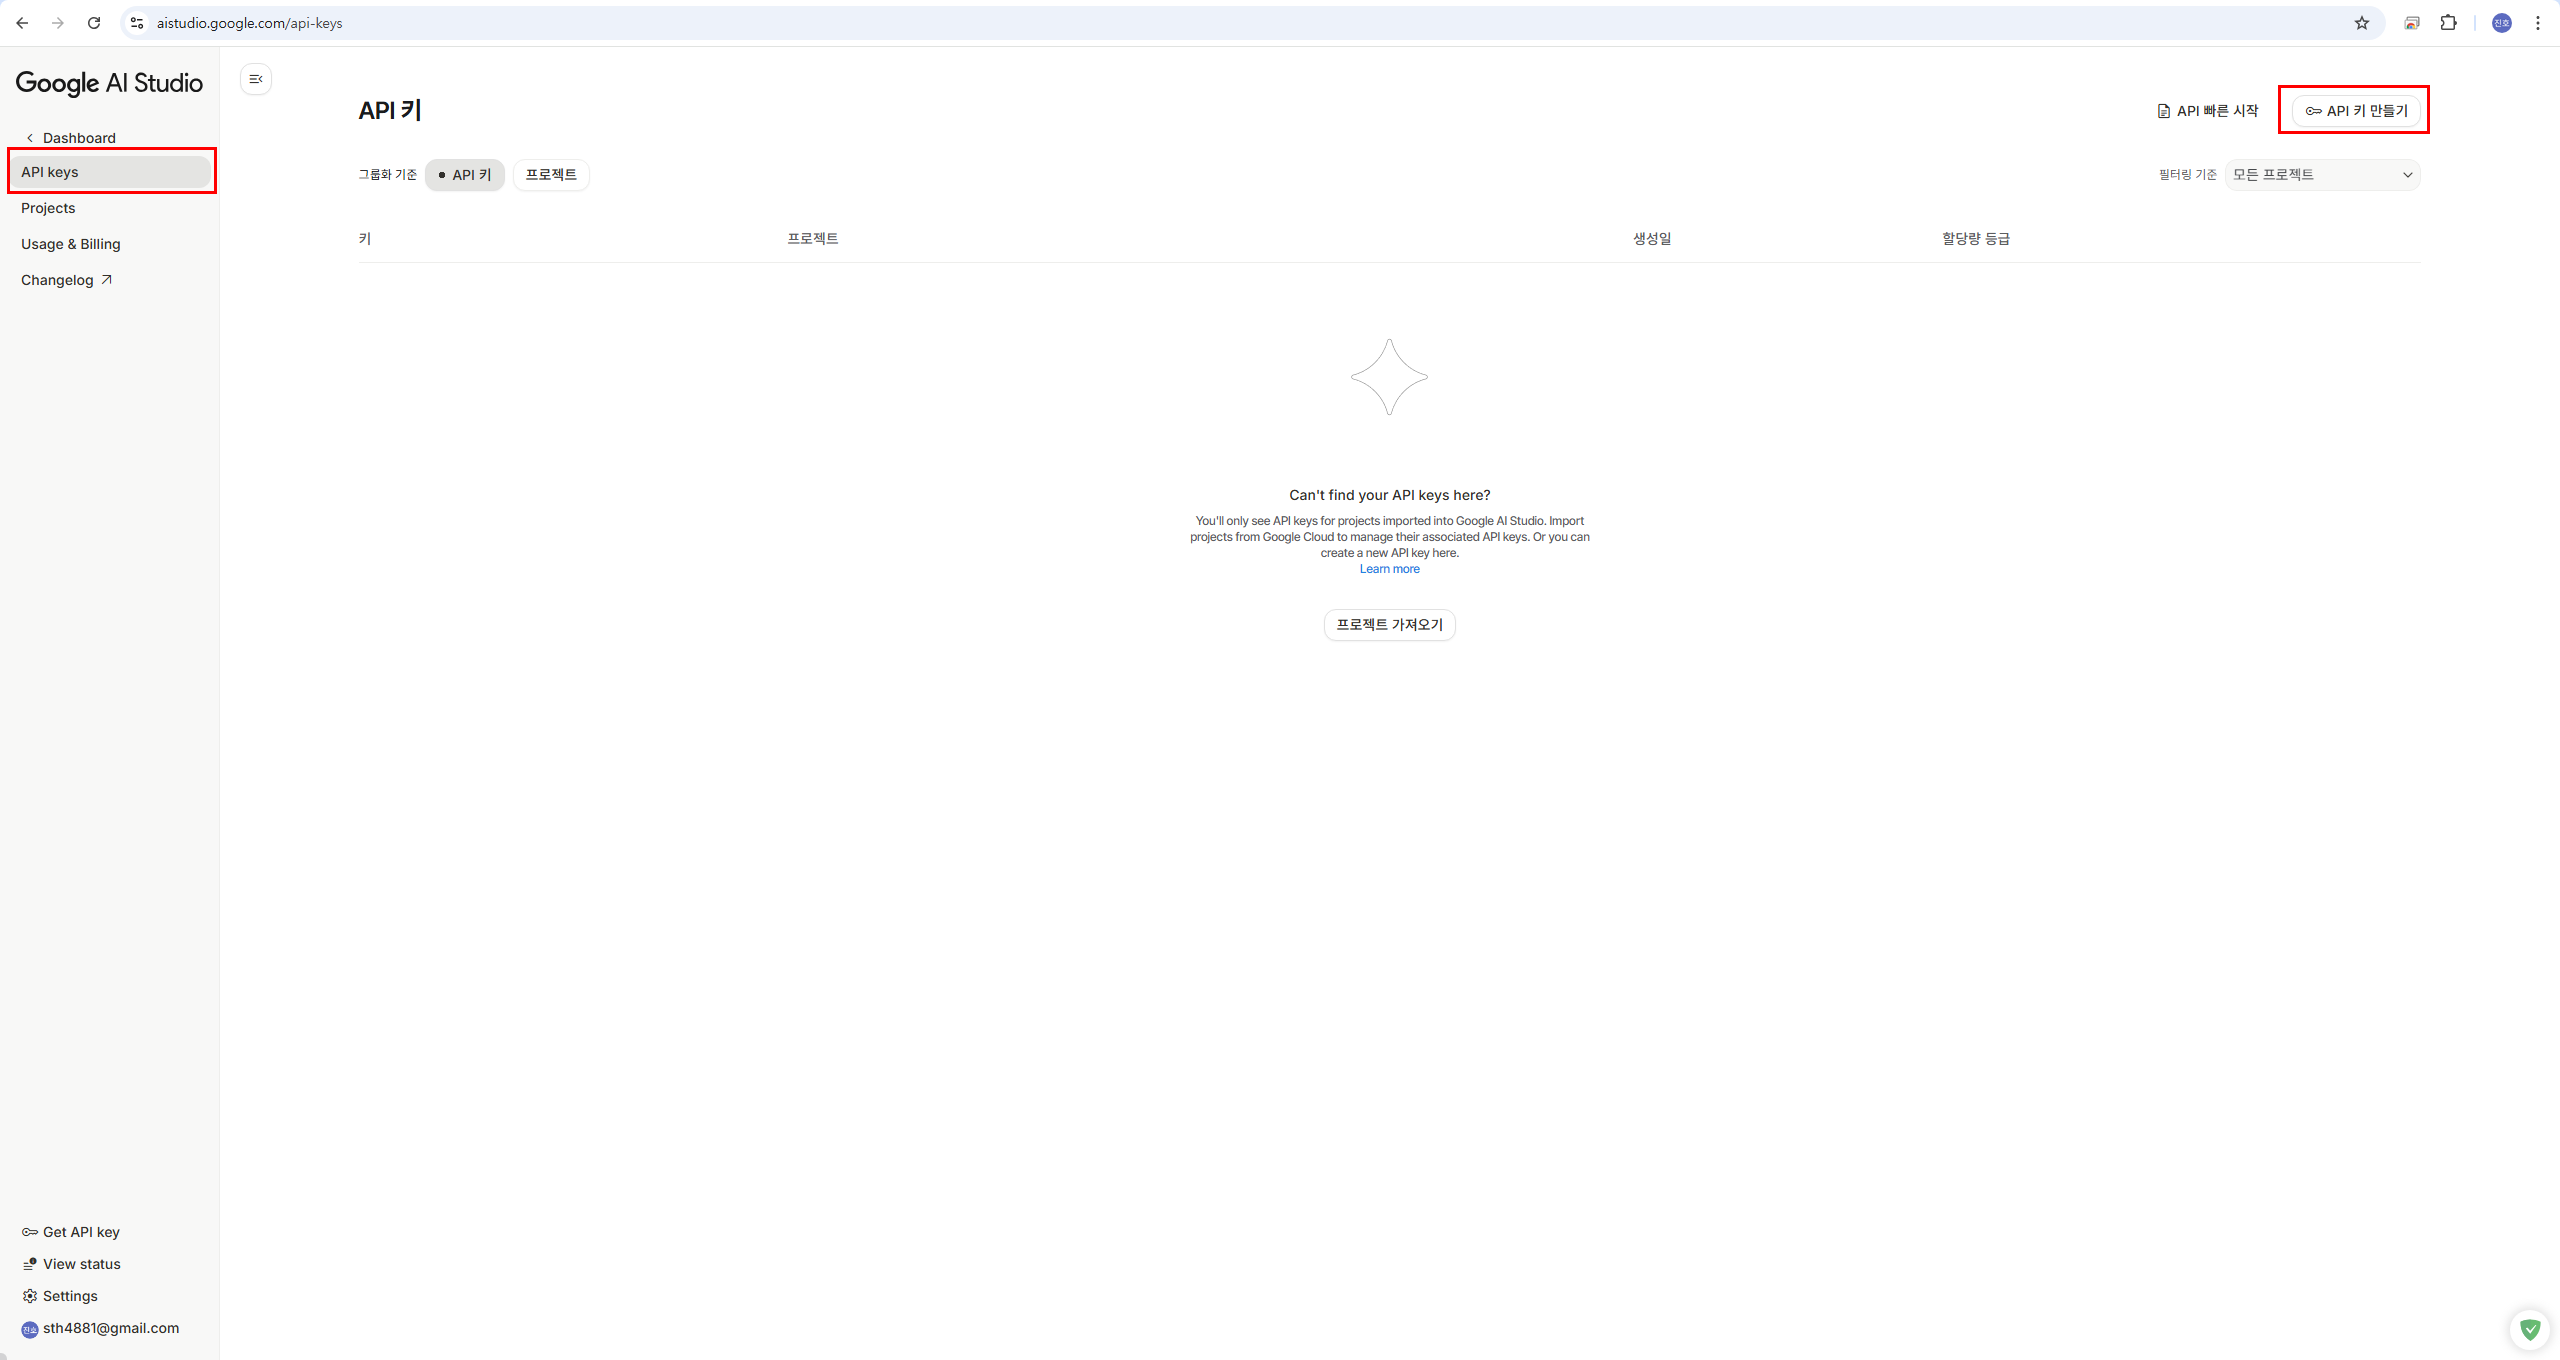 aistudio.google.com/api-keys
진호
Google AI Studio
Dashboard
API keys
Projects
Usage & Billing
Changelog
API 키
API 빠른 시작
API 키 만들기
그룹화 기준
API 키
프로젝트
필터링 기준
모든 프로젝트
키
프로젝트
생성일
할당량 등급
Can't find your API keys here?
You'll only see API keys for projects imported into Google AI Studio. Import
projects from Google Cloud to manage their associated API keys. Or you can
create a new API key here.
Learn more
프로젝트 가져오기
Get API key
View status
Settings
진호
sth4881@gmail.com